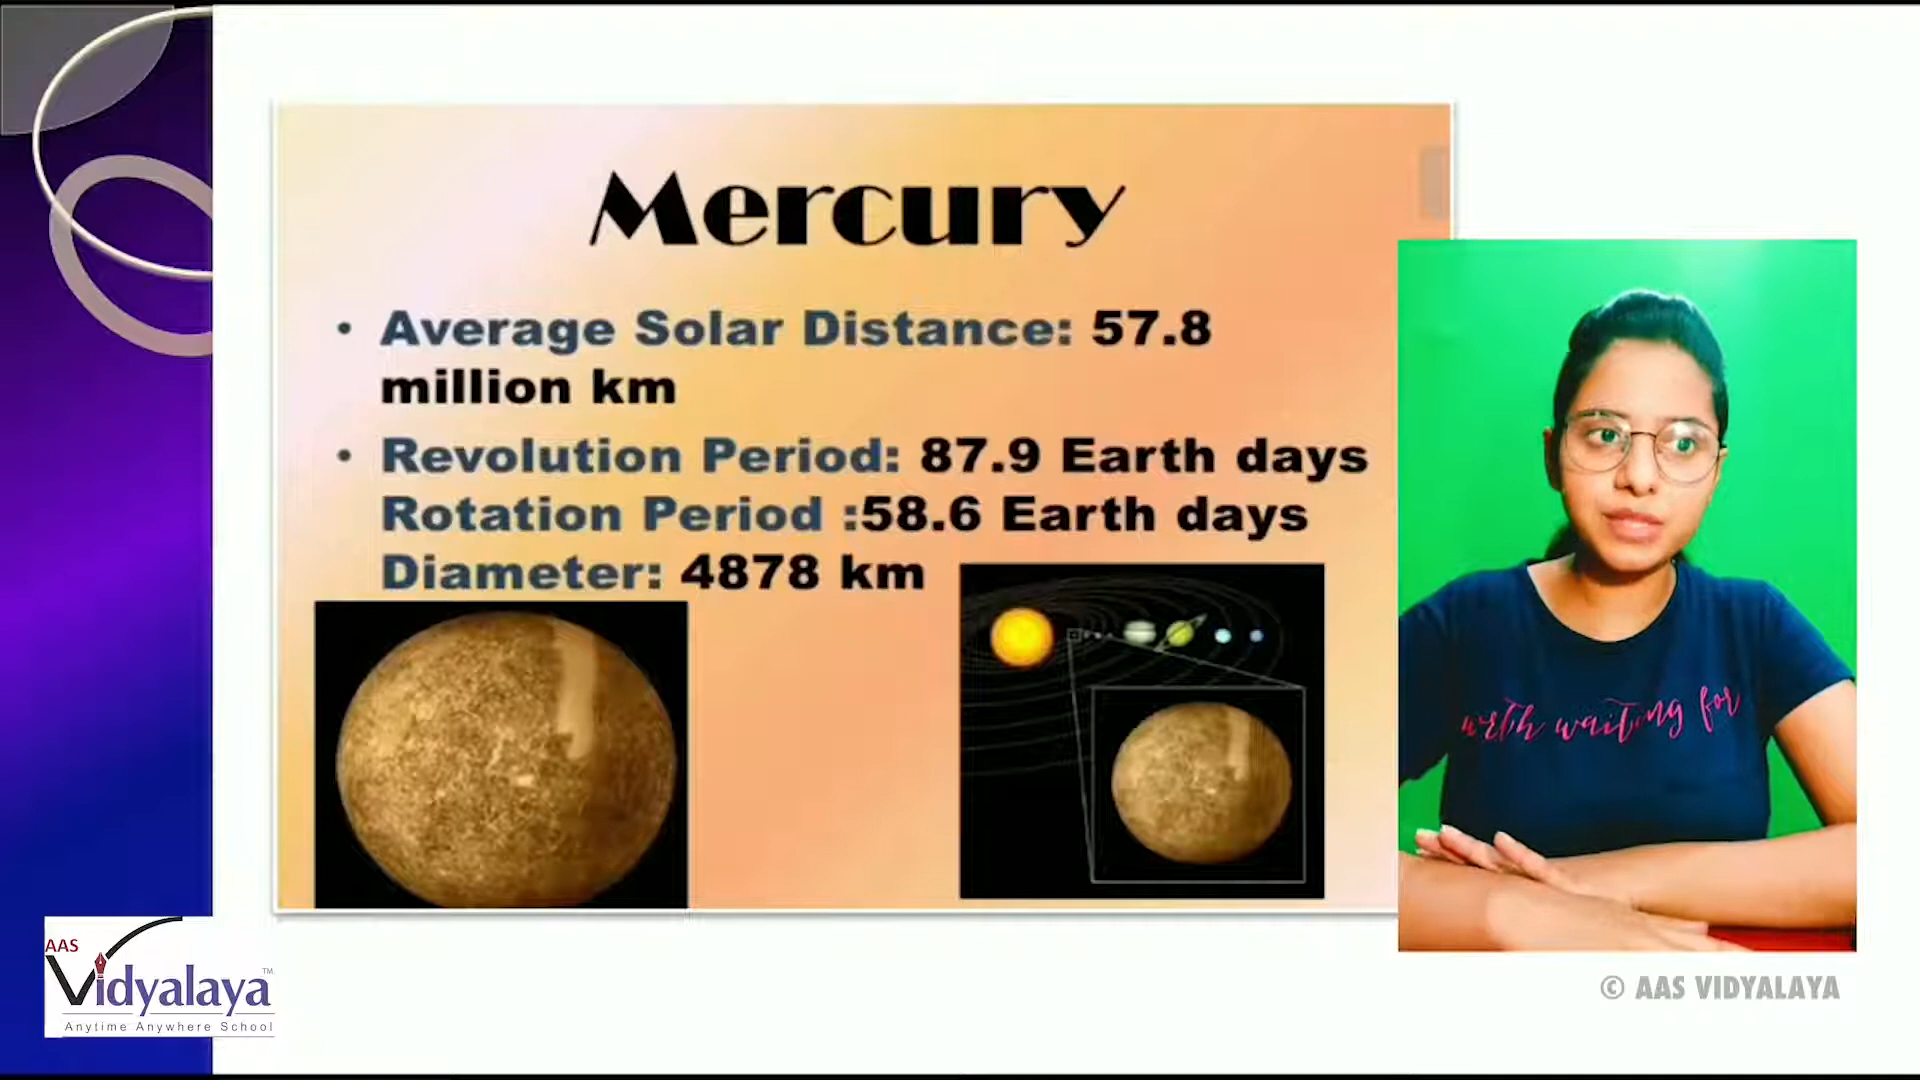 Mercury
• Average Solar Distance: 57.8
million km
• Revolution Period: 87.9 Earth days
Rotation Period :58.6 Earth days
Diameter: 4878 km
worth waiting for
AAS
Vidyalaya™
Anytime Anywhere School
© AAS VIDYALAYA